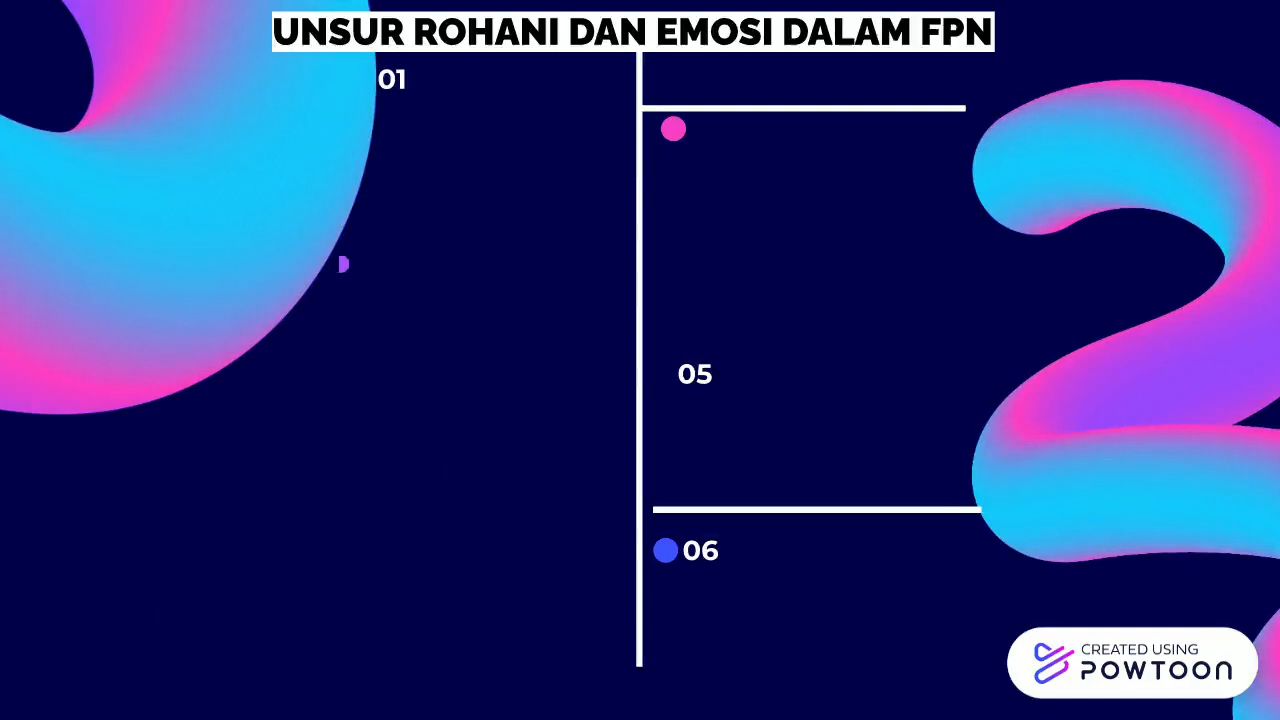 UNSUR ROHANI DAN EMOSI DALAM FPN
01
05
06
CREATED USING
POWTOON